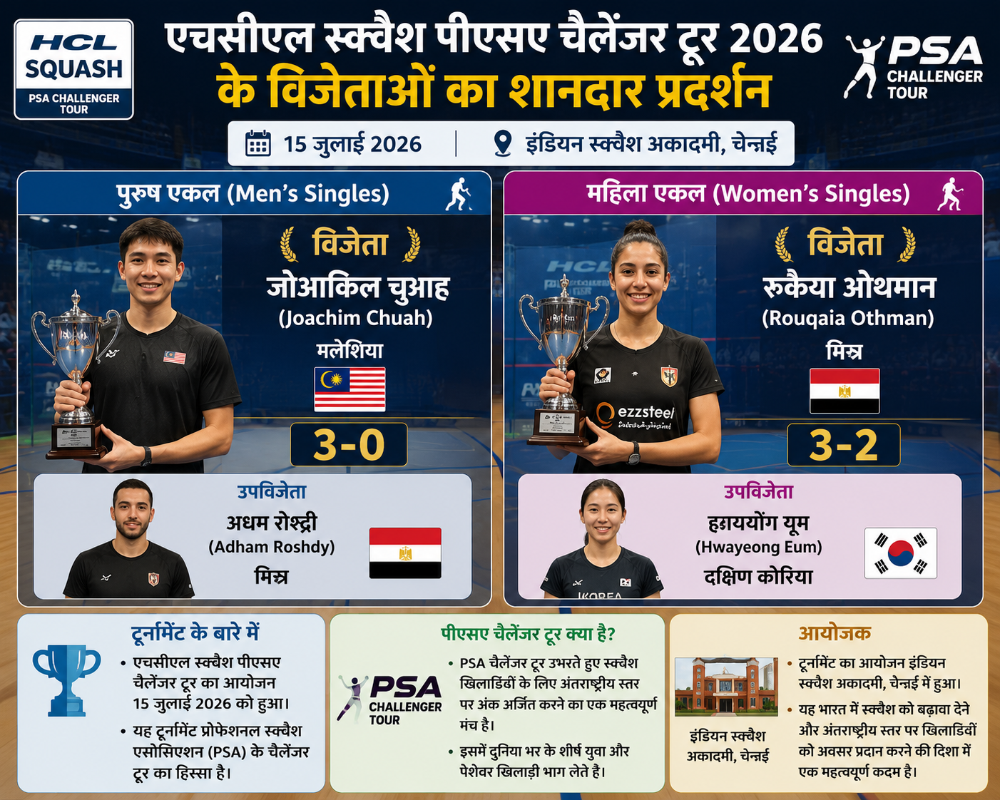 HCL
SQUASH
PSA CHALLENGER
TOUR
एचसीएल स्क्वैश पीएसए चैलेंजर टूर 2026
के विजेताओं का शानदार प्रदर्शन
PSA
CHALLENGER
TOUR
15 जुलाई 2026
इंडियन स्क्वैश अकादमी, चेन्नई
पुरुष एकल (Men's Singles)
विजेता
जोआकिल चुआह
(Joachim Chuah)
मलेशिया
3-0
उपविजेता
अधम रोश्द्री
(Adham Roshdy)
मिस्र
महिला एकल (Women's Singles)
HCL
विजेता
रुकैया ओथमान
(Rouqaia Othman)
मिस्र
ezzsteel
3-2
उपविजेता
हग़ययोंग यूम
(Hwayeong Eum)
दक्षिण कोरिया
KOREA
टूर्नामेंट के बारे में
• एचसीएल स्क्वैश पीएसए
चैलेंजर टूर का आयोजन
15 जुलाई 2026 को हुआ।
• यह टूर्नामेंट प्रोफेशनल स्क्वैश
एसोसिएशन (PSA) के चैलेंजर
टूर का हिस्सा है।
पीएसए चैलेंजर टूर क्या है?
PSA
CHALLENGER
TOUR
• PSA चैलेंजर टूर उभरते हुए स्क्वैश
के लिए अंतराष्ट्रीय स्तर
पर अंक अर्जित करने का एक महत्वयूर्ण
मंच है।
• इसमें दुनिया भर के शीर्ष युवा और
पेशेवर खिलाड़ी भाग लेते है।
आयोजक
इंडियन स्क्वैश
अकादमी, चेन्नई
• टूर्नामेंट का आयोजन इंडियन
स्क्वैश अकादमी, चेन्नई में हुआ।
• यह भारत में स्क्वैश को बढ़ावा देने
और अंतराष्ट्रीय स्तर पर
को अवसर प्रदान करने की दिशा में
एक महत्वयूर्ण कदम है।